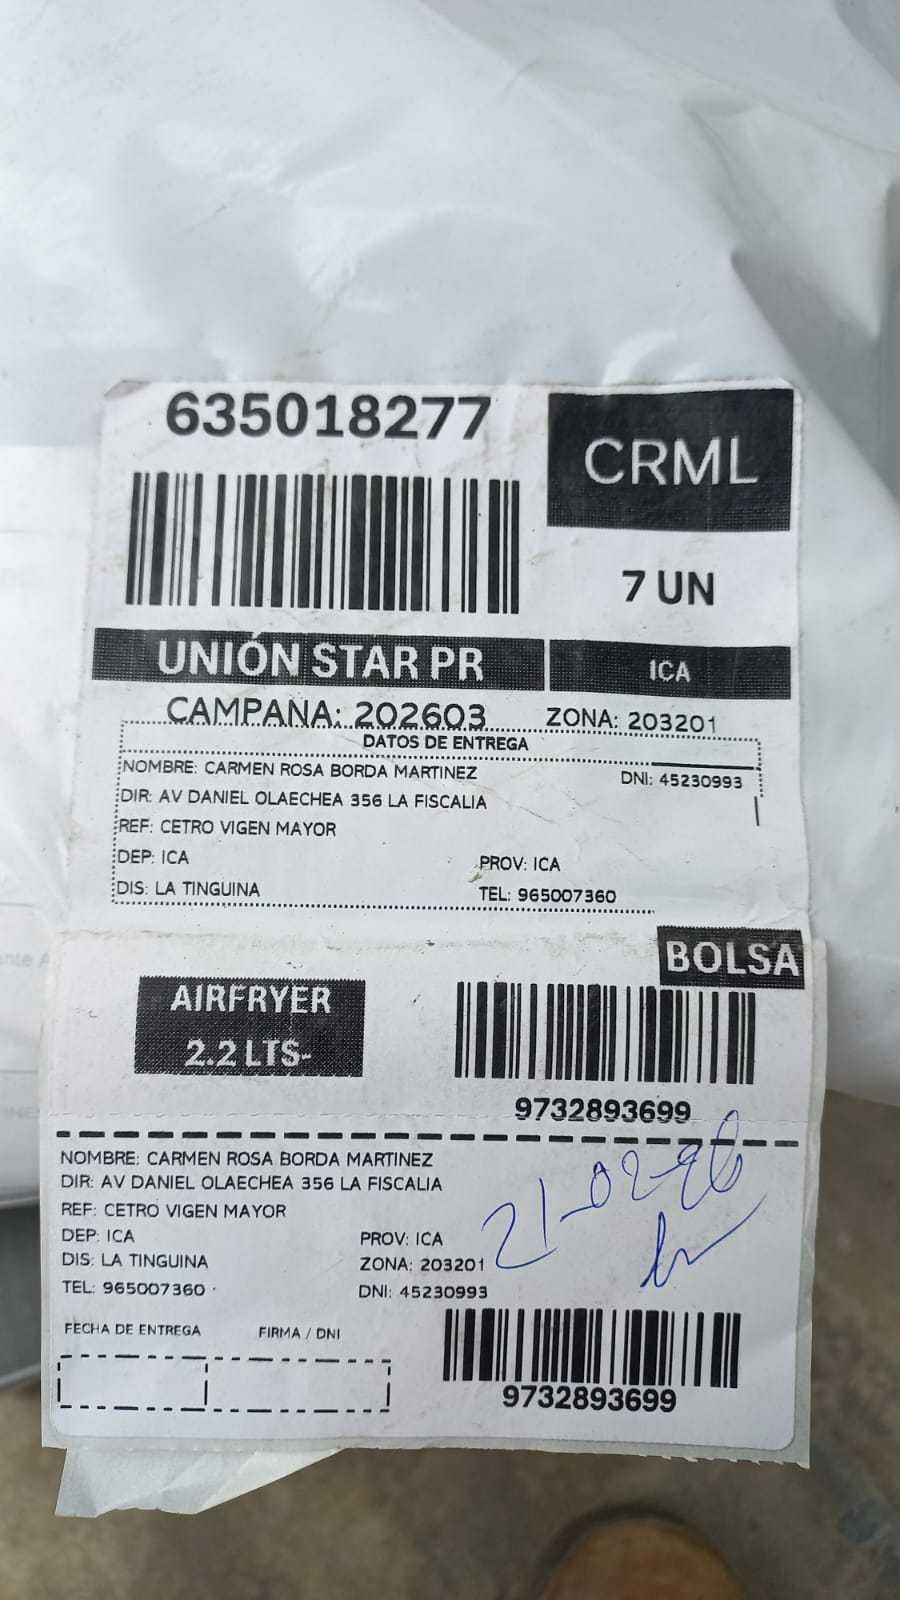 635018277
CRML
7 UN
UNIÓN STAR PR
ICA
CAMPAÑA: 202603
ZONA: 203201
DATOS DE ENTREGA
NOMBRE: CARMEN ROSA BORDA MARTINEZ
DNI: 45230993
DIR: AV DANIEL OLAECHEA 356 LA FISCALIA
REF: CETRO VIGEN MAYOR
DEP: ICA
PROV: ICA
DIS: LA TINGUINA
TEL: 965007360
BOLSA
AIRFRYER
2.2 LTS-
9732893699
NOMBRE: CARMEN ROSA BORDA MARTINEZ
DIR: AV DANIEL OLAECHEA 356 LA FISCALIA
REF: CETRO VIGEN MAYOR
DEP: ICA
PROV: ICA
DIS: LA TINGUINA
ZONA: 203201
TEL: 965007360
DNI: 45230993
21-02-26
FECHA DE ENTREGA
FIRMA / DNI
9732893699